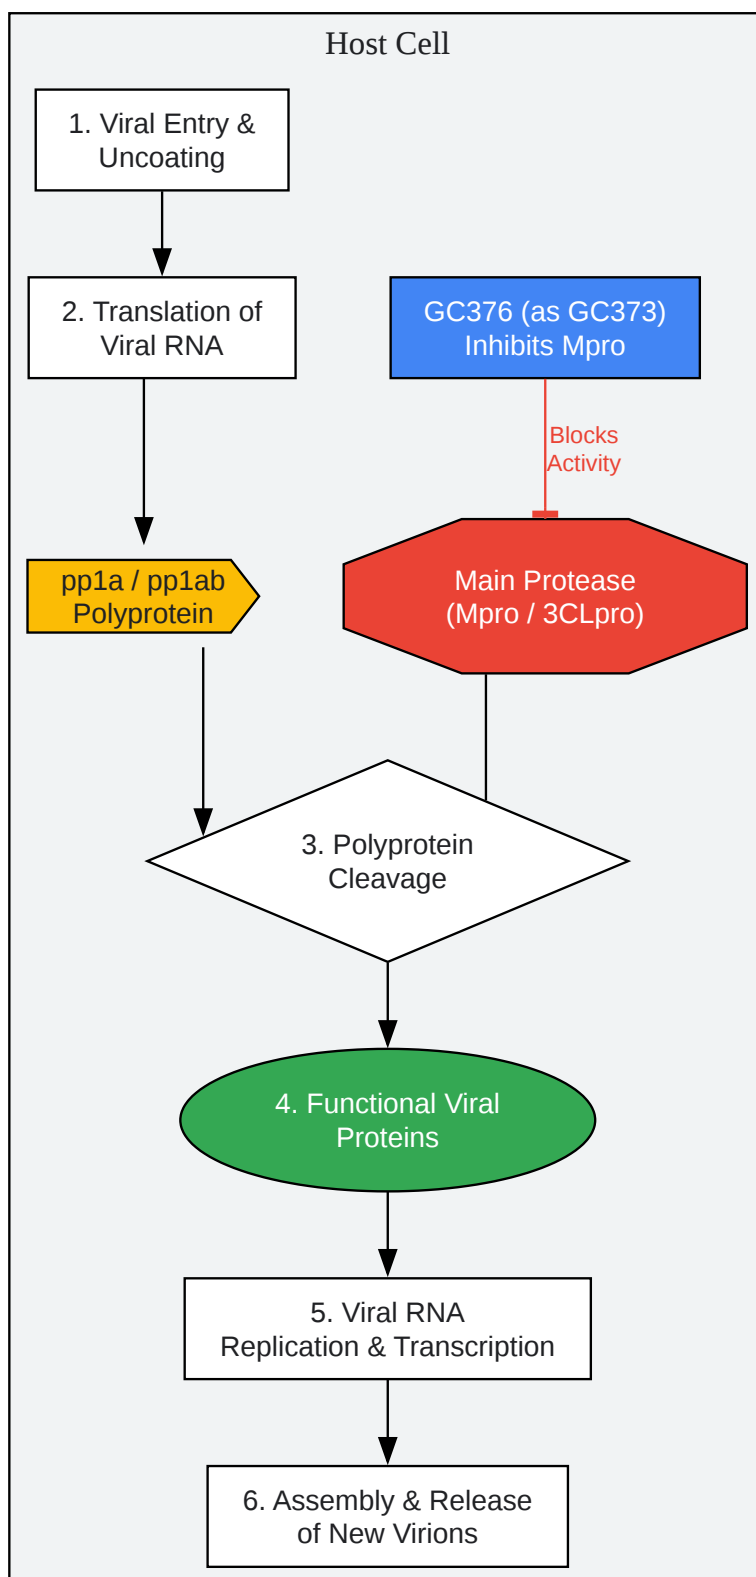 Host Cell
1. Viral Entry &
Uncoating
2. Translation of
Viral RNA
GC376 (as GC373)
Inhibits Mpro
Blocks
Activity
pp1a / pp1ab
Polyprotein
Main Protease
(Mpro / 3CLpro)
3. Polyprotein
Cleavage
4. Functional Viral
Proteins
5. Viral RNA
Replication & Transcription
6. Assembly & Release
of New Virions